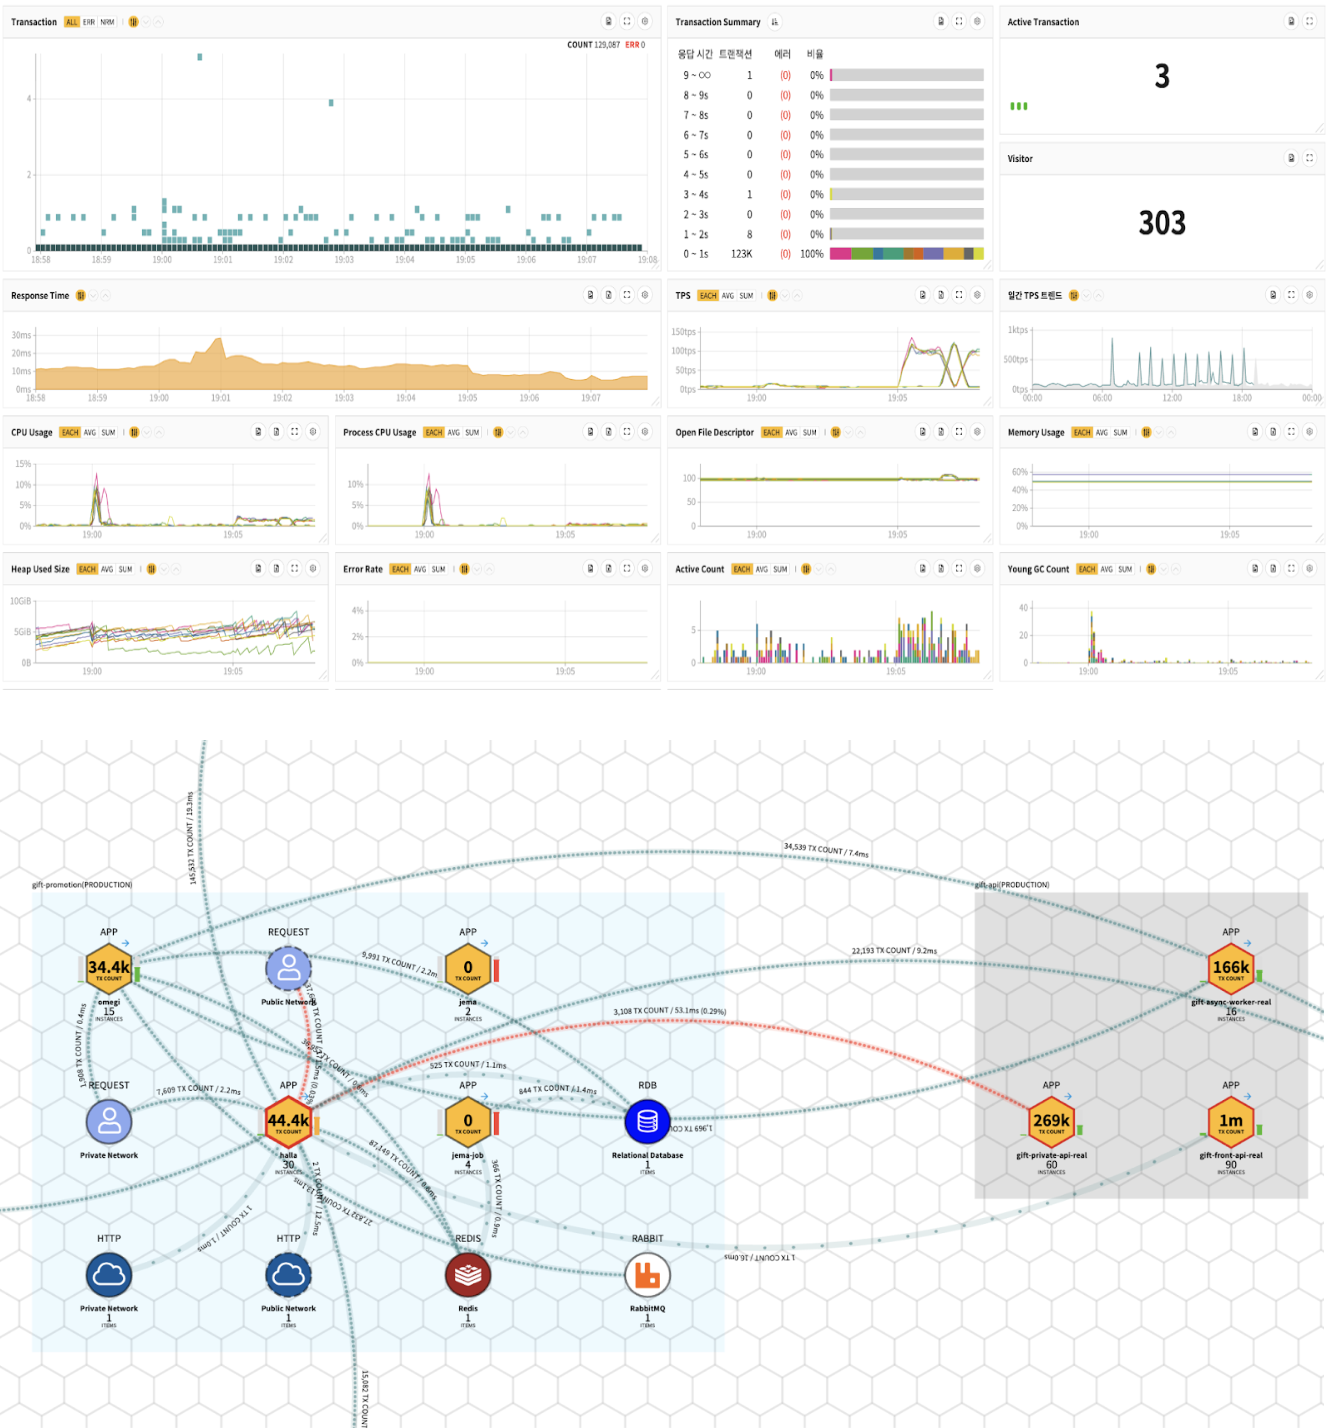 Transaction ALL ERR NRM
COUNT 129,087 ERR 0
4
2
0
18:58 18:59 19:00 19:01 19:02 19:03 19:04 19:05 19:06 19:07 19:08
Transaction Summary
응답 시간 트랜잭션 에러 비율
9 ~ ∞ 1 (0) 0%
8 ~ 9s 0 (0) 0%
7 ~ 8s 0 (0) 0%
6 ~ 7s 0 (0) 0%
5 ~ 6s 0 (0) 0%
4 ~ 5s 0 (0) 0%
3 ~ 4s 1 (0) 0%
2 ~ 3s 0 (0) 0%
1 ~ 2s 8 (0) 0%
0 ~ 1s 123K (0) 100%
Active Transaction
3
Visitor
303
Response Time
30ms
20ms
10ms
0ms
18:58 18:59 19:00 19:01 19:02 19:03 19:04 19:05 19:06 19:07
TPS EACH AVG SUM
150tps
100tps
50tps
0tps
19:00 19:05
일간 TPS 트렌드
1ktps
500tps
0tps
00:00 06:00 12:00 18:00 00:00
CPU Usage EACH AVG SUM
15%
10%
5%
0%
19:00 19:05
Process CPU Usage EACH AVG SUM
10%
5%
0%
19:00 19:05
Open File Descriptor EACH AVG SUM
100
50
0
19:00 19:05
Memory Usage EACH AVG SUM
60%
40%
20%
0%
19:00 19:05
Heap Used Size EACH AVG SUM
10GiB
5GiB
0B
19:00 19:05
Error Rate EACH AVG SUM
4%
2%
0%
19:00 19:05
Active Count EACH AVG SUM
5
0
19:00 19:05
Young GC Count EACH AVG SUM
40
20
0
19:00 19:05
145,532 TX COUNT / 19.3ms
34,539 TX COUNT / 7.4ms
gift-promotion(PRODUCTION)
gift-api(PRODUCTION)
APP
34.4k
TX COUNT
omegi
15
INSTANCES
REQUEST
Public Network
9,991 TX COUNT / 2.2m
APP
0
TX COUNT
jema
2
INSTANCES
22,193 TX COUNT / 9.2ms
APP
166k
TX COUNT
gift-async-worker-real
16
INSTANCES
3,108 TX COUNT / 53.1ms (0.29%)
525 TX COUNT / 1.1ms
REQUEST
Private Network
7,609 TX COUNT / 2.2ms
APP
44.4k
TX COUNT
halla
30
INSTANCES
APP
0
TX COUNT
jema-job
4
INSTANCES
844 TX COUNT / 1.4ms
RDB
Relational Database
1
ITEMS
APP
269k
TX COUNT
gift-private-api-real
60
INSTANCES
APP
1m
TX COUNT
gift-front-api-real
90
INSTANCES
87,149 TX COUNT / 0.6ms
366 TX COUNT / 0.9ms
2 TX COUNT / 12.5ms
1 TX COUNT / 1.0ms
1 TX COUNT / 16.0ms
HTTP
Private Network
1
ITEMS
HTTP
Public Network
1
ITEMS
REDIS
Redis
1
ITEMS
RABBIT
RabbitMQ
1
ITEMS
15,082 TX COUNT